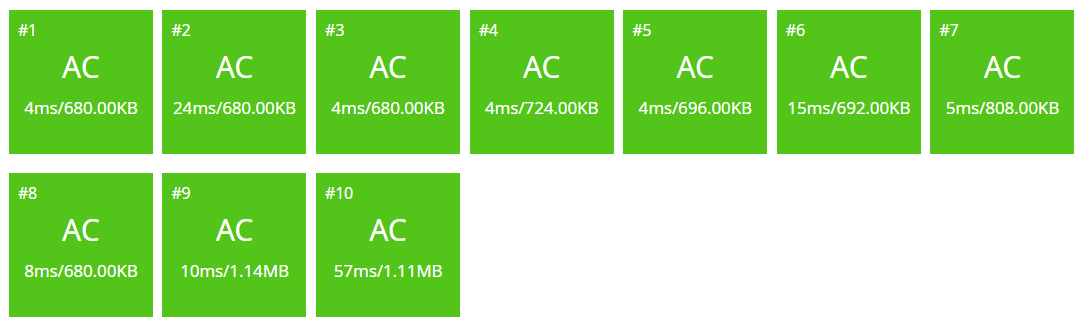 #1 #2 #3 #4 #5 #6 #7
AC AC AC AC AC AC AC
4ms/680.00KB 24ms/680.00KB 4ms/680.00KB 4ms/724.00KB 4ms/696.00KB 15ms/692.00KB 5ms/808.00KB
#8 #9 #10
AC AC AC
8ms/680.00KB 10ms/1.14MB 57ms/1.11MB